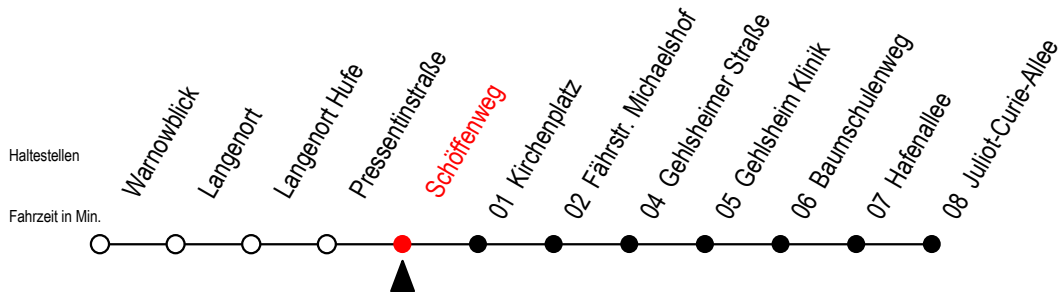 Haltestellen
Fahrzeit in Min.
Warnowblick
Langenort
Langenort Hufe
Pressentinstraße
Schöffenweg
01 Kirchenplatz
02 Fährstr. Michaelshof
04 Gehlsheimer Straße
05 Gehlsheim Klinik
06 Baumschulenweg
07 Hafenallee
08 Juliot-Curie-Allee